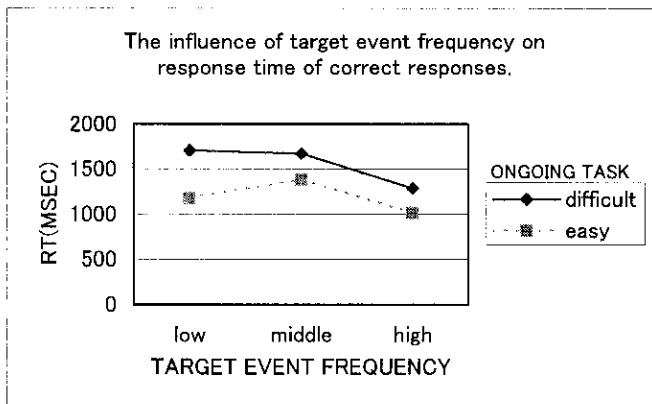 The influence of target event frequency on
response time of correct responses.
2000
1500
1000
500
0
RT(MSEC)
low middle high
TARGET EVENT FREQUENCY
ONGOING TASK
difficult
easy